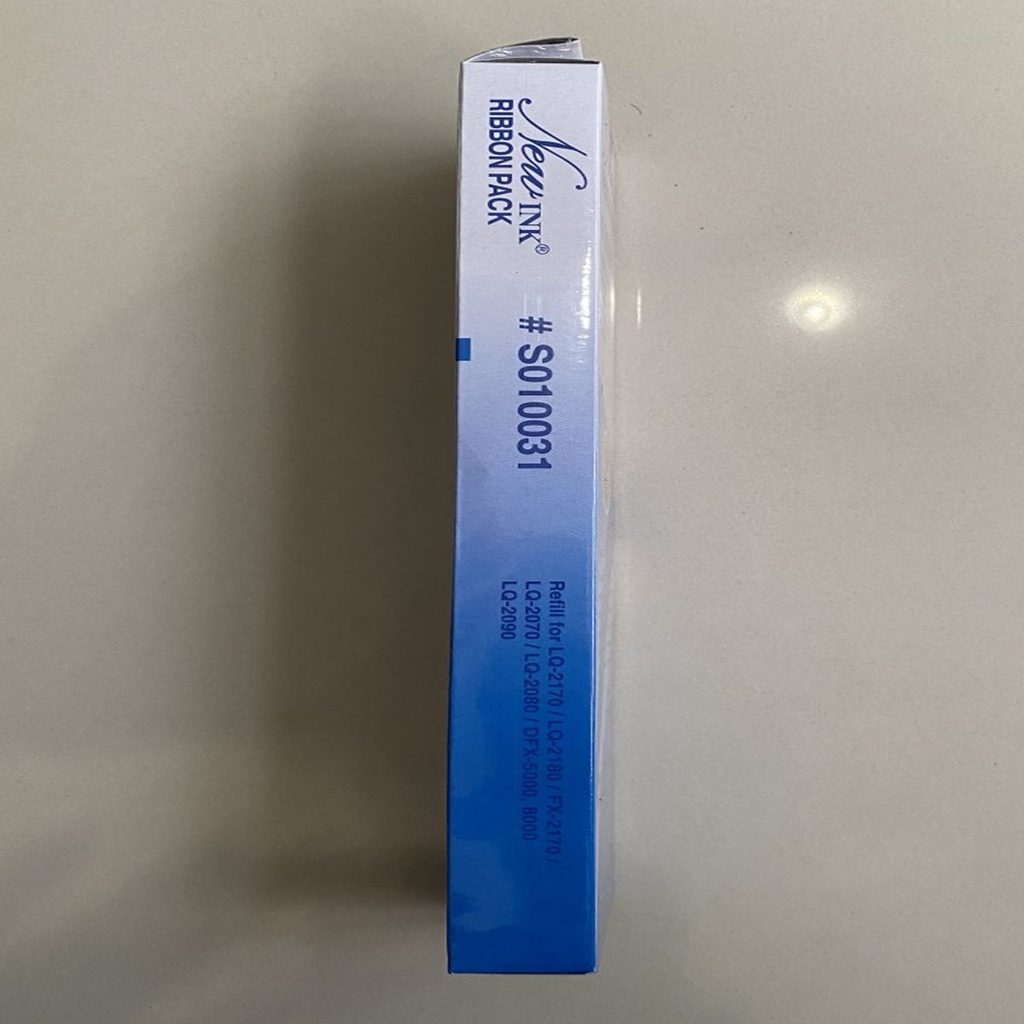 New INK®
RIBBON PACK
# S010031
Refill for LQ-2170 / LQ-2180 / FX-2170 /
LQ-2070 / LQ-2080 / DFX-5000, 8000
LQ-2090